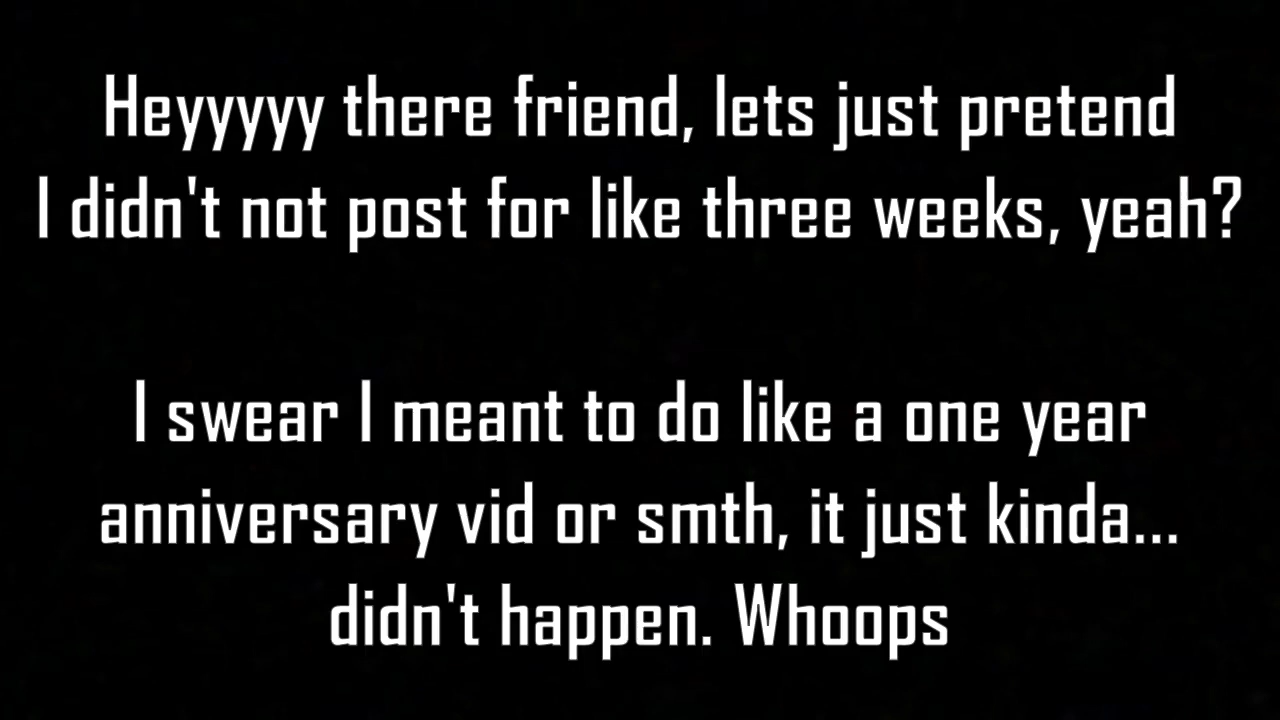 Heyyyyy there friend, lets just pretend
I didn't not post for like three weeks, yeah?
I swear I meant to do like a one year
anniversary vid or smth, it just kinda...
didn't happen. Whoops